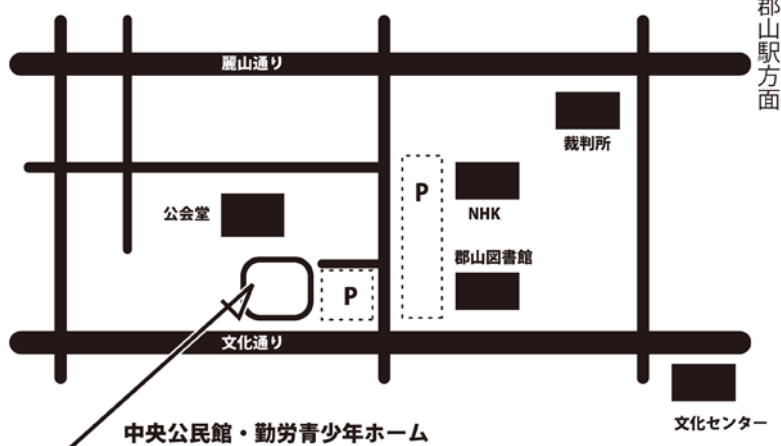 郡山駅方面
麗山通り
裁判所
P
NHK
公会堂
郡山図書館
P
文化通り
文化センター
中央公民館・勤労青少年ホーム